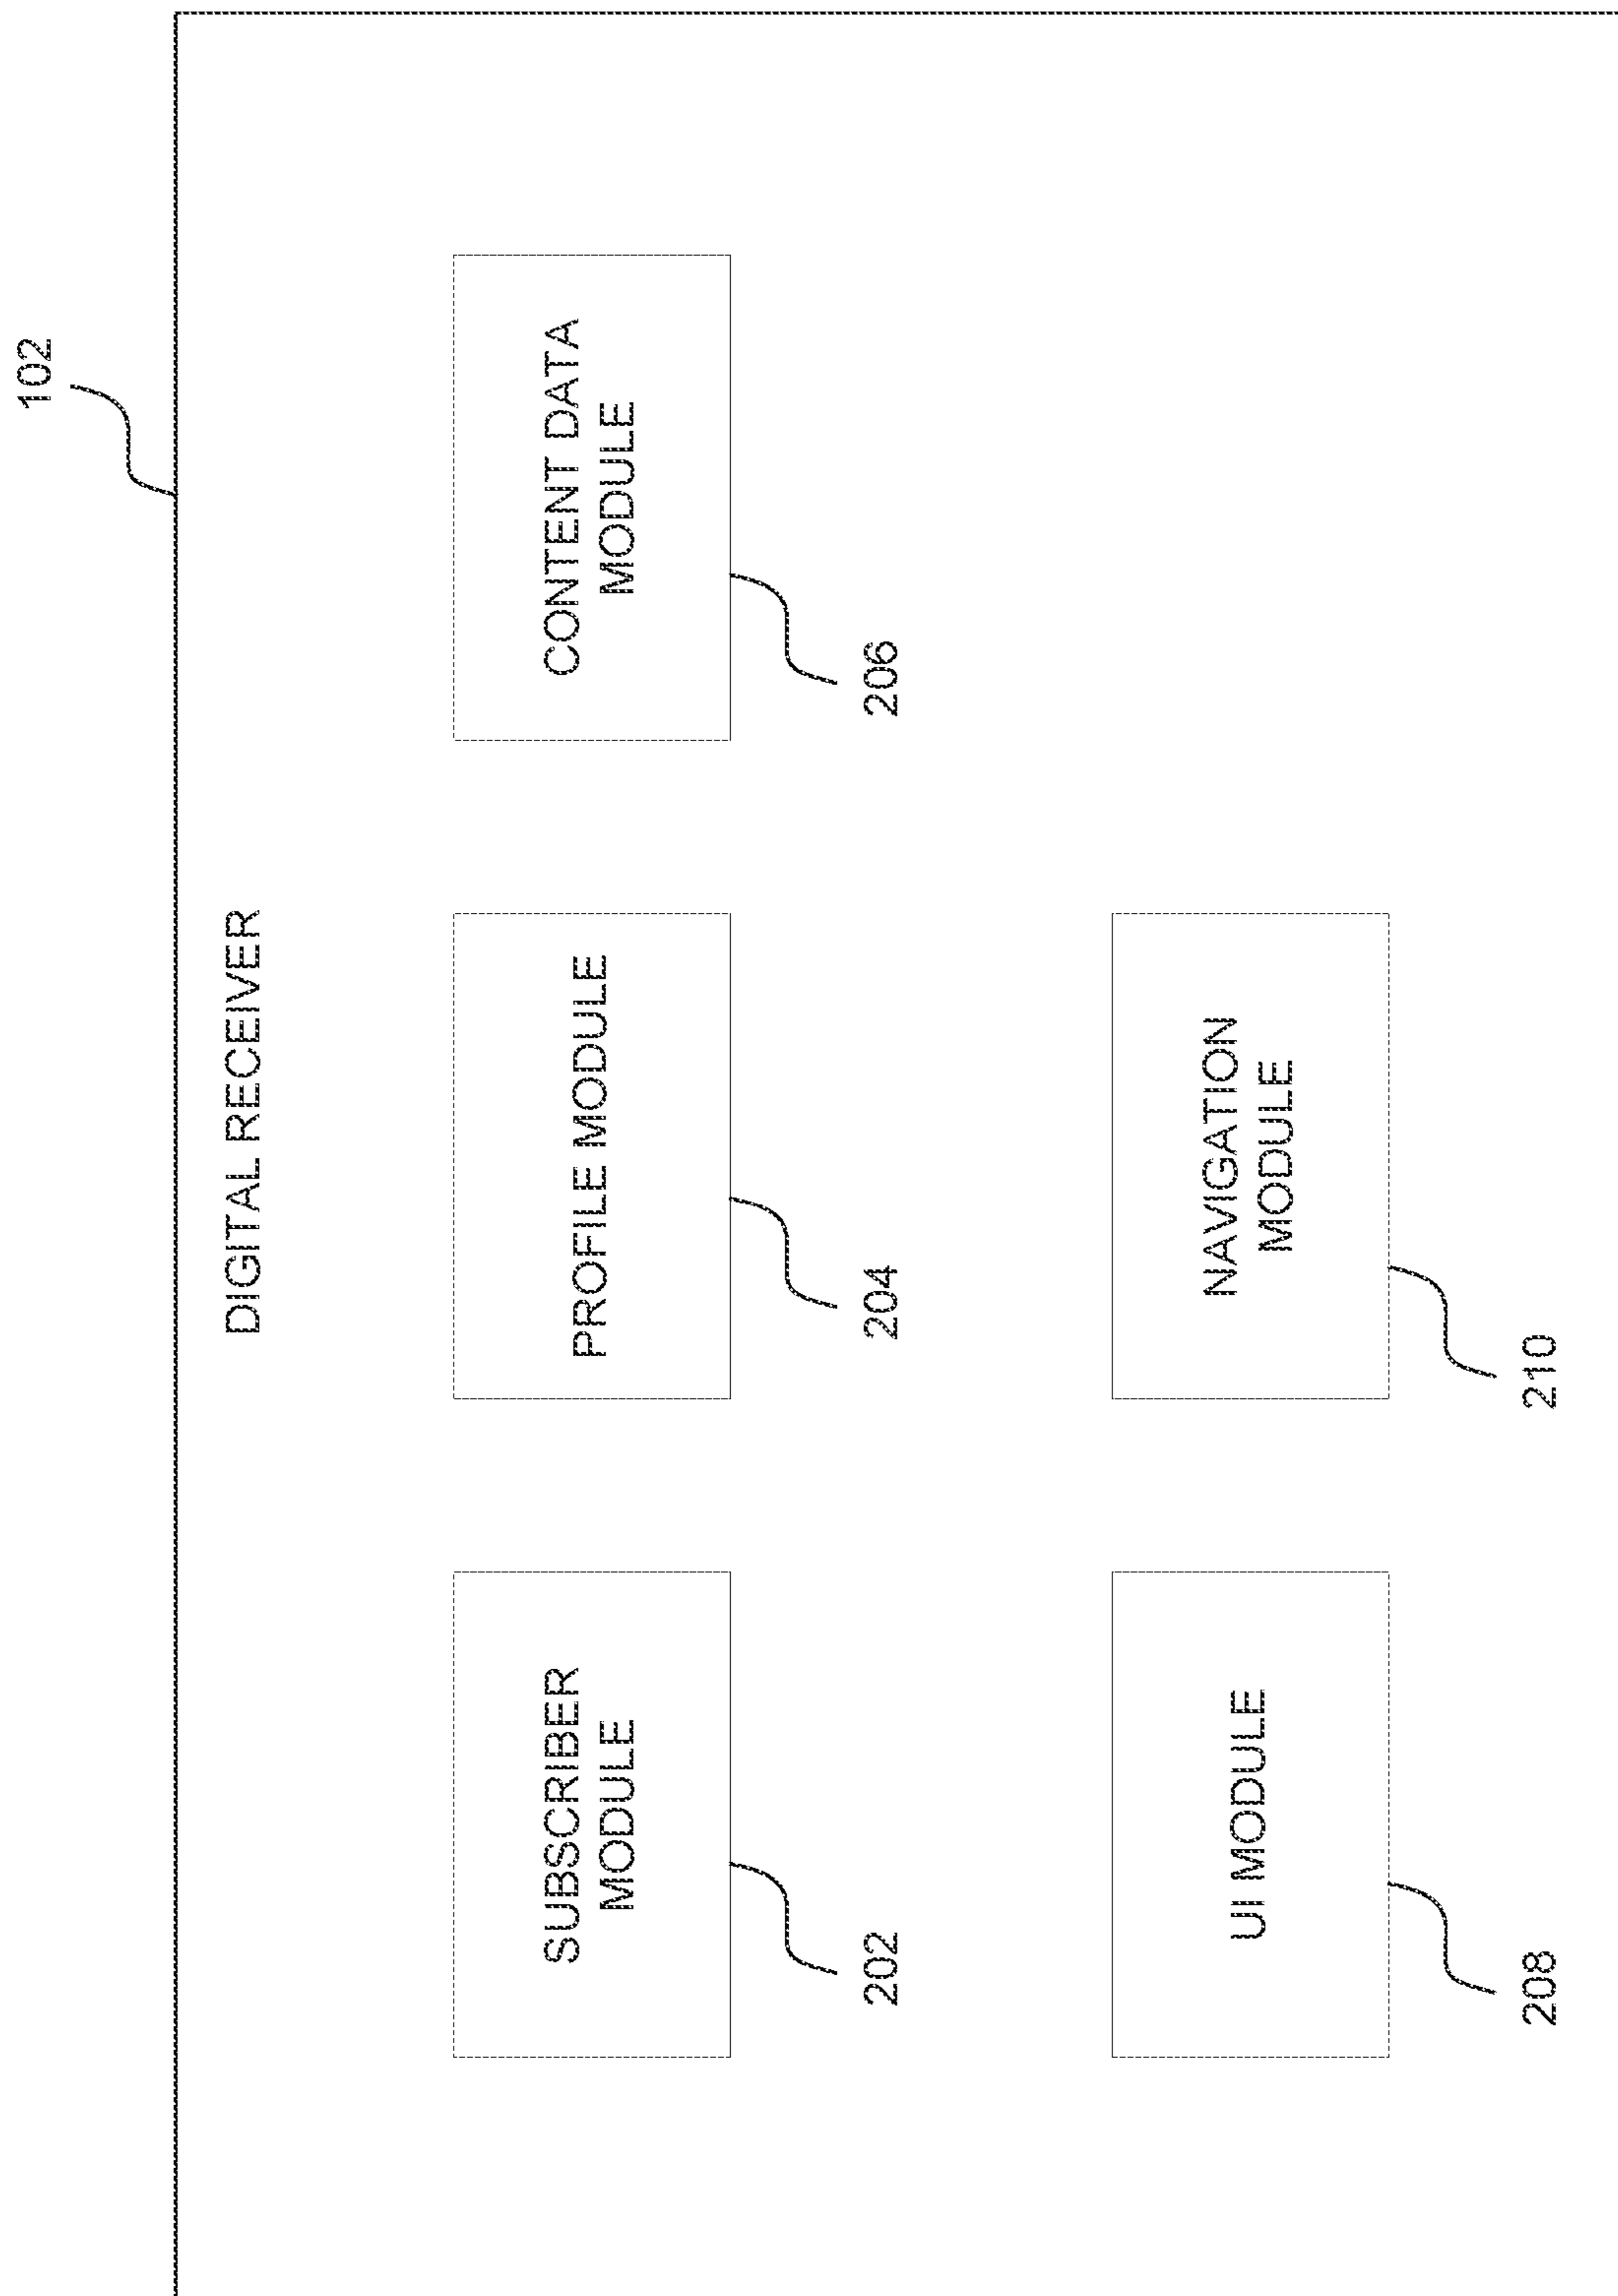 102
DIGITAL RECEIVER
SUBSCRIBER
MODULE
202
PROFILE MODULE
204
CONTENT DATA
MODULE
206
UI MODULE
208
NAVIGATION
MODULE
210